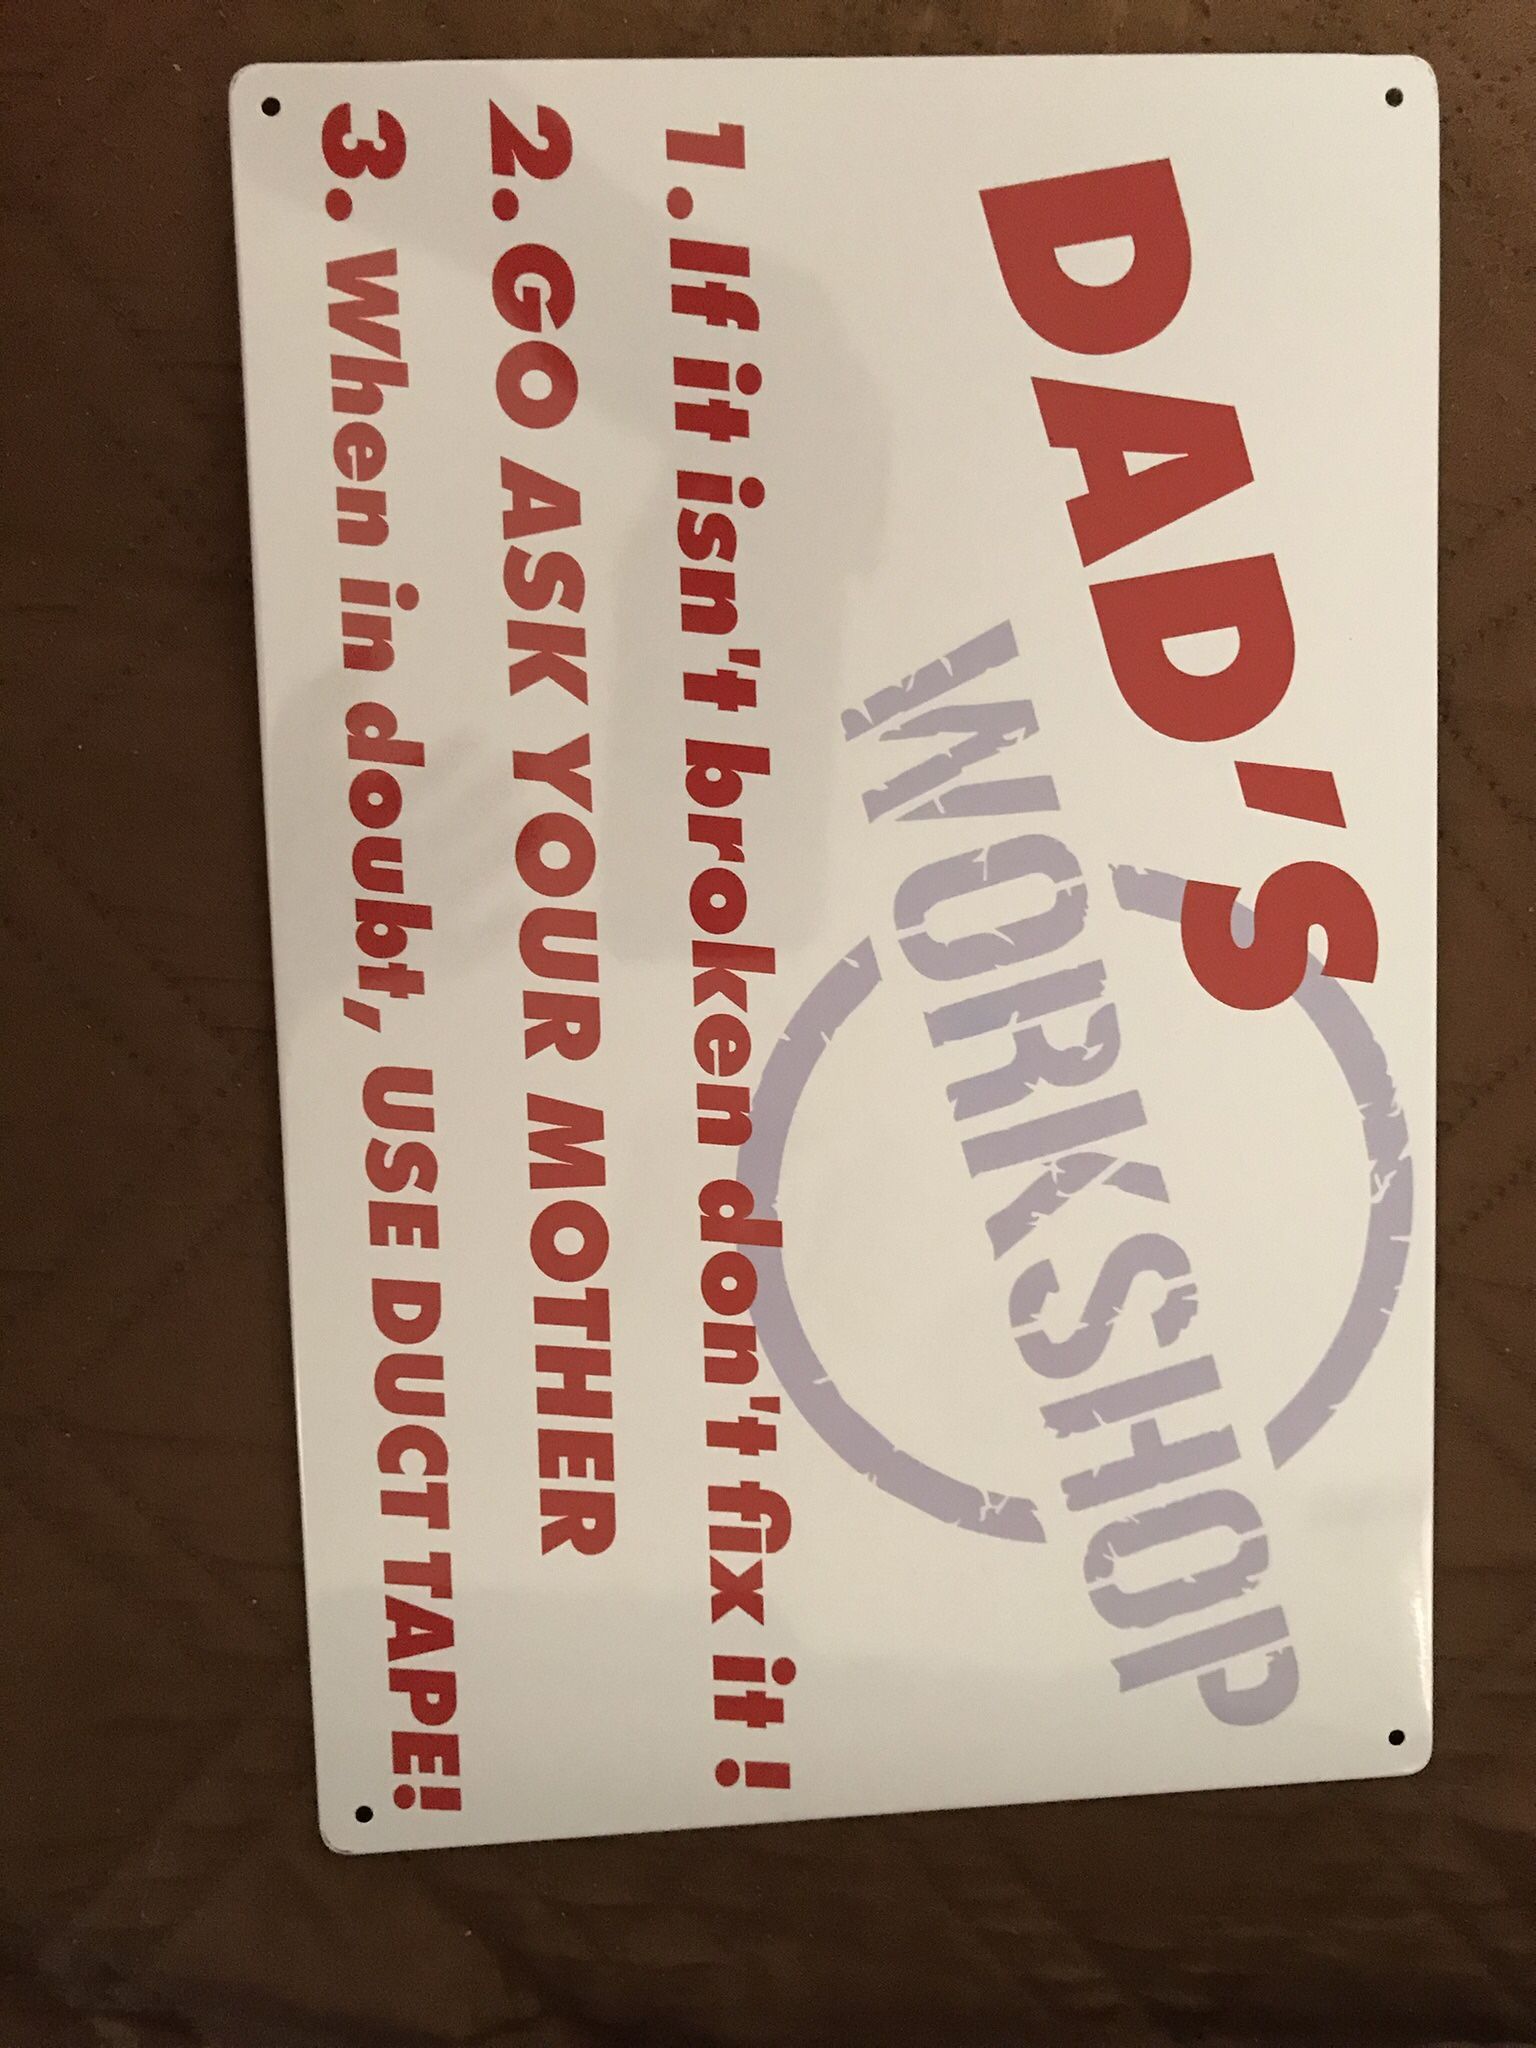 DAD'S
WORKSHOP
1. If it isn't broken don't fix it !
2. GO ASK YOUR MOTHER
3. When in doubt, USE DUCT TAPE!